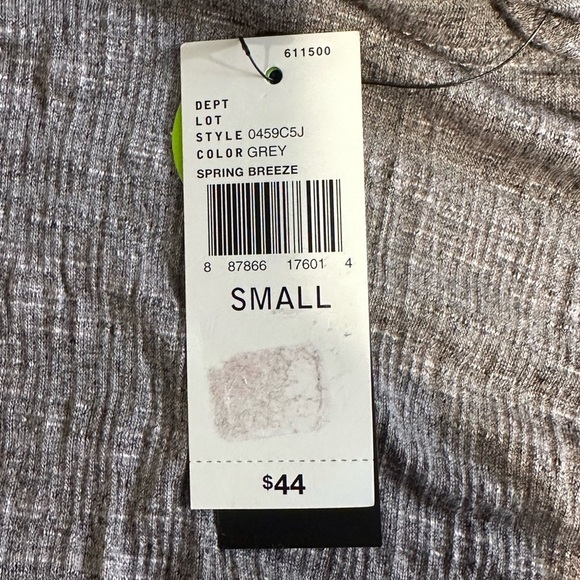 611500
DEPT
LOT
STYLE 0459C5J
COLOR GREY
SPRING BREEZE
8 87866 17601 4
SMALL
$44